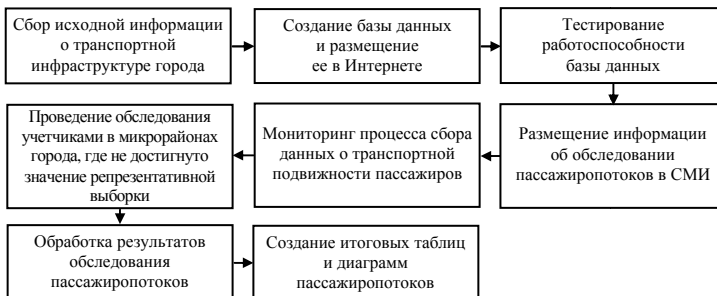 Сбор исходной информации
о транспортной
инфраструктуре города
Создание базы данных
и размещение
ее в Интернете
Тестирование
работоспособности
базы данных
Размещение информации
об обследовании
пассажиропотоков в СМИ
Мониторинг процесса сбора
данных о транспортной
подвижности пассажиров
Проведение обследования
учетчиками в микрорайонах
города, где не достигнуто
значение репрезентативной
выборки
Обработка результатов
обследования
пассажиропотоков
Создание итоговых таблиц
и диаграмм
пассажиропотоков